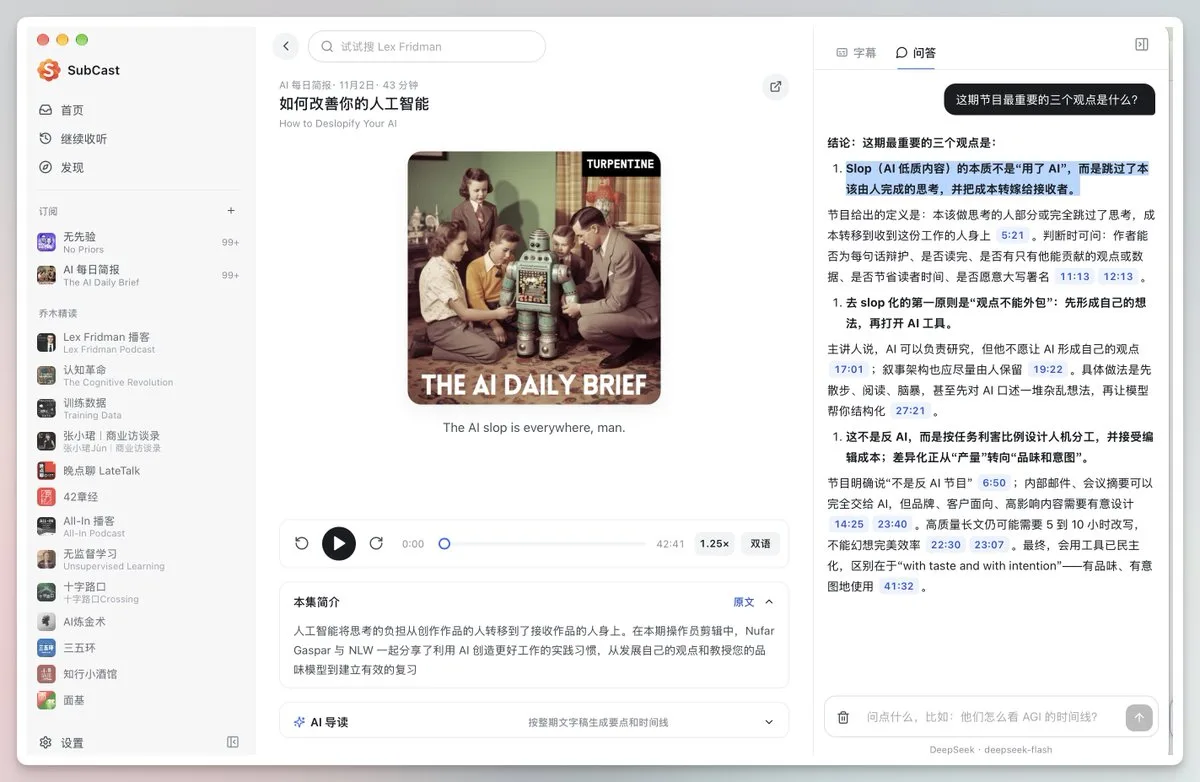 SubCast
首页
继续收听
发现
订阅
无先验
No Priors
99+
AI 每日简报
The AI Daily Brief
99+
乔木精读
Lex Fridman 播客
Lex Fridman Podcast
认知革命
The Cognitive Revolution
训练数据
Training Data
张小珺｜商业访谈录
张小珺Jùn｜商业访谈录
晚点聊 LateTalk
42章经
All-In 播客
All-In Podcast
无监督学习
Unsupervised Learning
十字路口
十字路口Crossing
AI炼金术
三五环
知行小酒馆
面基
设置
试试搜 Lex Fridman
AI 每日简报 · 11月2日 · 43 分钟
如何改善你的人工智能
How to Deslopify Your AI
TURPENTINE
THE AI DAILY BRIEF
The AI slop is everywhere, man.
0:00
42:41
1.25×
双语
本集简介
原文
人工智能将思考的负担从创作作品的人转移到了接收作品的人身上。在本期操作员剪辑中，Nufar
Gaspar 与 NLW 一起分享了利用 AI 创造更好工作的实践习惯，从发展自己的观点和教授您的品
味模型到建立有效的复习
AI 导读
按整期文字稿生成要点和时间线
字幕
问答
这期节目最重要的三个观点是什么？
结论：这期最重要的三个观点是：
1. Slop（AI 低质内容）的本质不是“用了 AI”，而是跳过了本
该由人完成的思考，并把成本转嫁给接收者。
节目给出的定义是：本该做思考的人部分或完全跳过了思考，成
本转移到收到这份工作的人身上 5:21 。判断时可问：作者能
否为每句话辩护、是否读完、是否有只有他能贡献的观点或数
据、是否节省读者时间、是否愿意大写署名 11:13 12:13 。
1. 去 slop 化的第一原则是“观点不能外包”：先形成自己的想
法，再打开 AI 工具。
主讲人说，AI 可以负责研究，但他不愿让 AI 形成自己的观点
17:01 ；叙事架构也应尽量由人保留 19:22 。具体做法是先
散步、阅读、脑暴，甚至先对 AI 口述一堆杂乱想法，再让模型
帮你结构化 27:21 。
1. 这不是反 AI，而是按任务利害比例设计人机分工，并接受编
辑成本；差异化正从“产量”转向“品味和意图”。
节目明确说“不是反 AI 节目” 6:50 ；内部邮件、会议摘要可以
完全交给 AI，但品牌、客户面向、高影响内容需要有意设计
14:25 23:40 。高质量长文仍可能需要 5 到 10 小时改写，
不能幻想完美效率 22:30 23:07 。最终，会用工具已民主
化，区别在于“with taste and with intention”——有品味、有意
图地使用 41:32 。
问点什么，比如：他们怎么看 AGI 的时间线？
DeepSeek · deepseek-flash